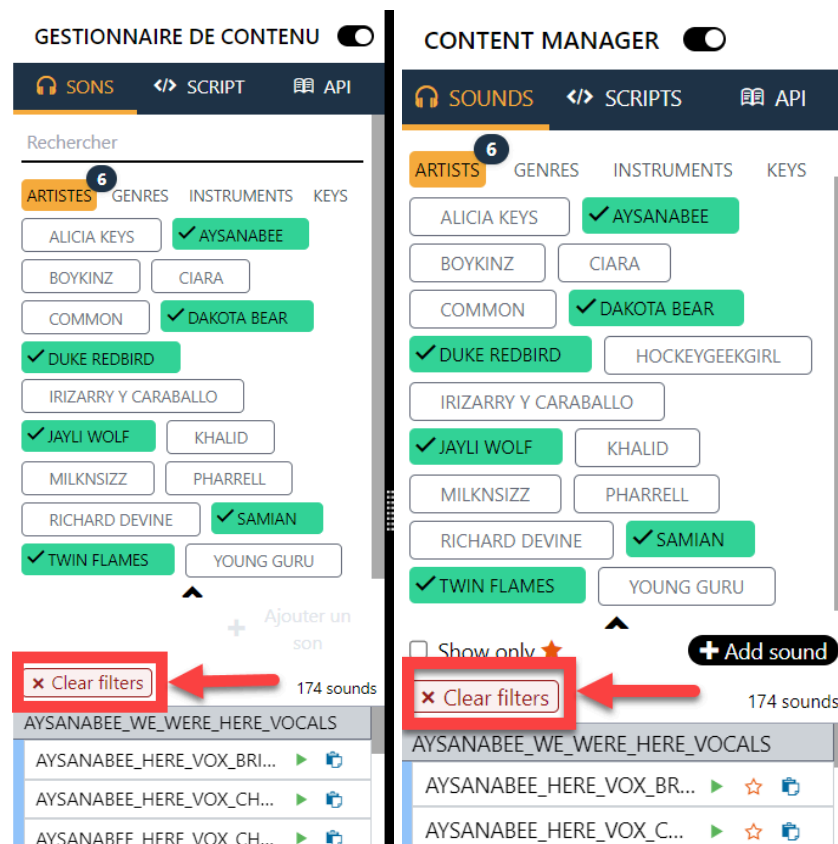 GESTIONNAIRE DE CONTENU
SONS </> SCRIPT API
Rechercher
6
ARTISTES GENRES INSTRUMENTS KEYS
ALICIA KEYS AYSANABEE
BOYKINZ CIARA
COMMON DAKOTA BEAR
DUKE REDBIRD
IRIZARRY Y CARABALLO
JAYLI WOLF KHALID
MILKNSIZZ PHARRELL
RICHARD DEVINE SAMIAN
TWIN FLAMES YOUNG GURU
+ Ajouter un
son
× Clear filters 174 sounds
AYSANABEE_WE_WERE_HERE_VOCALS
AYSANABEE_HERE_VOX_BRI...
AYSANABEE_HERE_VOX_CH...
AYSANABEE_HERE_VOX_CH...
CONTENT MANAGER
SOUNDS </> SCRIPTS API
6
ARTISTS GENRES INSTRUMENTS KEYS
ALICIA KEYS AYSANABEE
BOYKINZ CIARA
COMMON DAKOTA BEAR
DUKE REDBIRD HOCKEYGEEKGIRL
IRIZARRY Y CARABALLO
JAYLI WOLF KHALID
MILKNSIZZ PHARRELL
RICHARD DEVINE SAMIAN
TWIN FLAMES YOUNG GURU
Show only + Add sound
× Clear filters 174 sounds
AYSANABEE_WE_WERE_HERE_VOCALS
AYSANABEE_HERE_VOX_BR...
AYSANABEE_HERE_VOX_C...